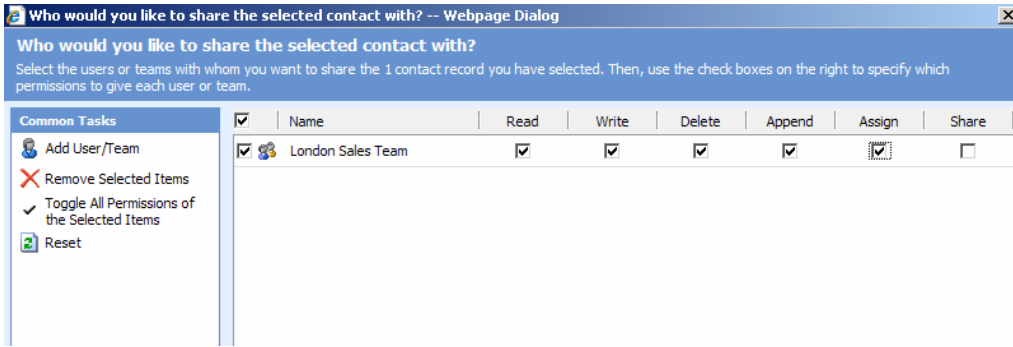 Who would you like to share the selected contact with? -- Webpage Dialog
Who would you like to share the selected contact with?
Select the users or teams with whom you want to share the 1 contact record you have selected. Then, use the check boxes on the right to specify which
permissions to give each user or team.
Common Tasks
Add User/Team
Remove Selected Items
Toggle All Permissions of
the Selected Items
Reset
Name Read Write Delete Append Assign Share
London Sales Team